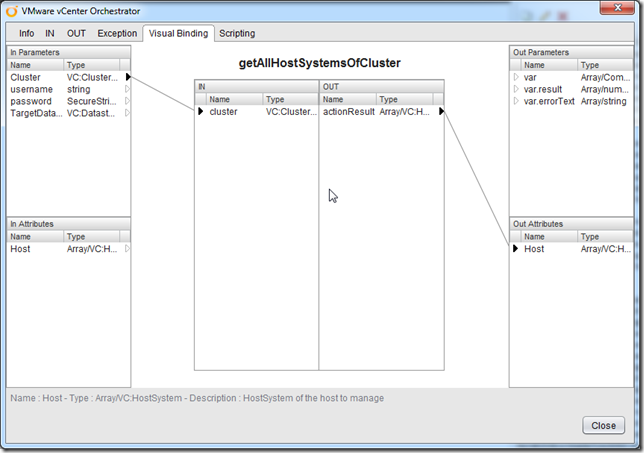 VMware vCenter Orchestrator
Info IN OUT Exception Visual Binding Scripting
In Parameters
Name Type
Cluster VC:Cluster...
username string
password SecureStri...
TargetData... VC:Datast...
In Attributes
Name Type
Host Array/VC:H...
getAllHostSystemsOfCluster
IN OUT
Name Type Name Type
cluster VC:Cluster... actionResult Array/VC:H...
Out Parameters
Name Type
var Array/Com...
var.result Array/num...
var.errorText Array/string
Out Attributes
Name Type
Host Array/VC:H...
Name : Host - Type : Array/VC:HostSystem - Description : HostSystem of the host to manage
Close